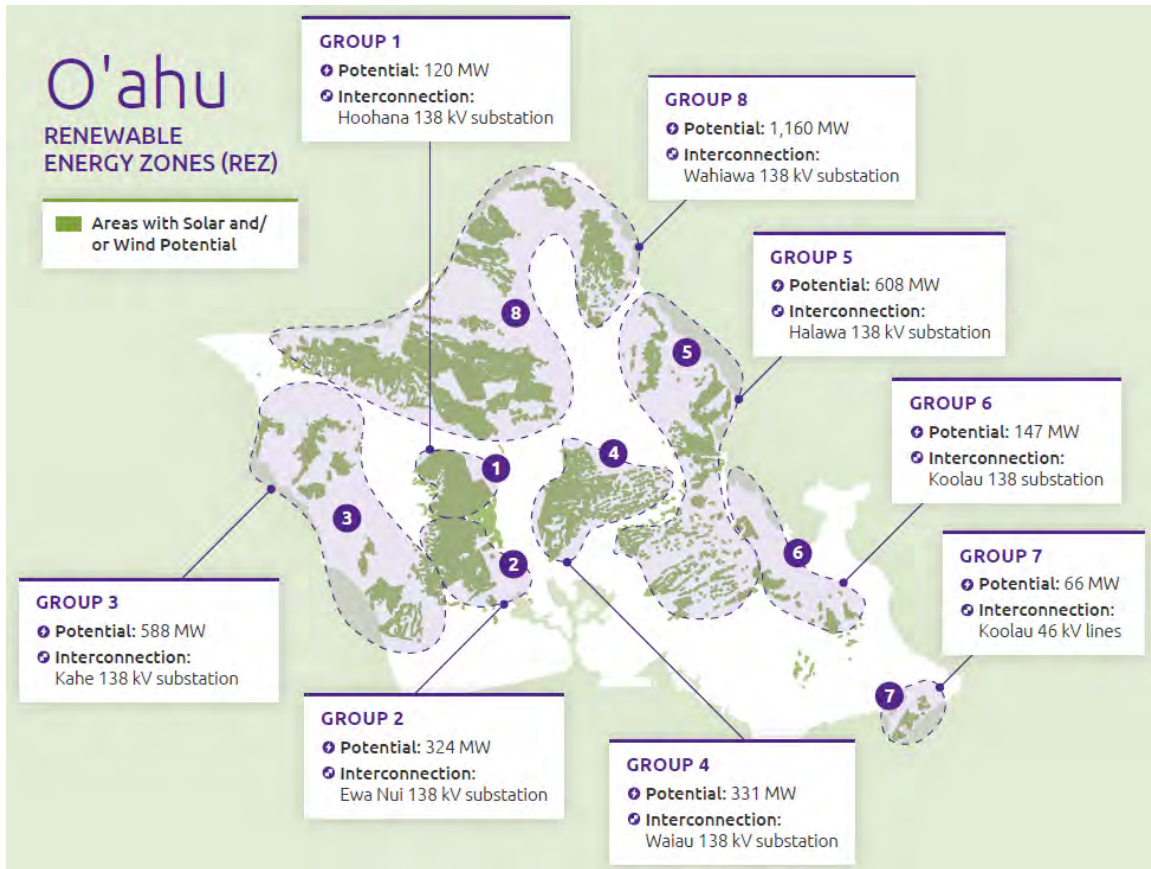 O'ahu
RENEWABLE
ENERGY ZONES (REZ)
Areas with Solar and/
or Wind Potential
GROUP 1
Potential: 120 MW
Interconnection:
Hoohana 138 kV substation
GROUP 8
Potential: 1,160 MW
Interconnection:
Wahiawa 138 kV substation
GROUP 5
Potential: 608 MW
Interconnection:
Halawa 138 kV substation
GROUP 6
Potential: 147 MW
Interconnection:
Koolau 138 substation
GROUP 7
Potential: 66 MW
Interconnection:
Koolau 46 kV lines
GROUP 3
Potential: 588 MW
Interconnection:
Kahe 138 kV substation
GROUP 2
Potential: 324 MW
Interconnection:
Ewa Nui 138 kV substation
GROUP 4
Potential: 331 MW
Interconnection:
Waiau 138 kV substation
8
5
4
1
3
6
2
7